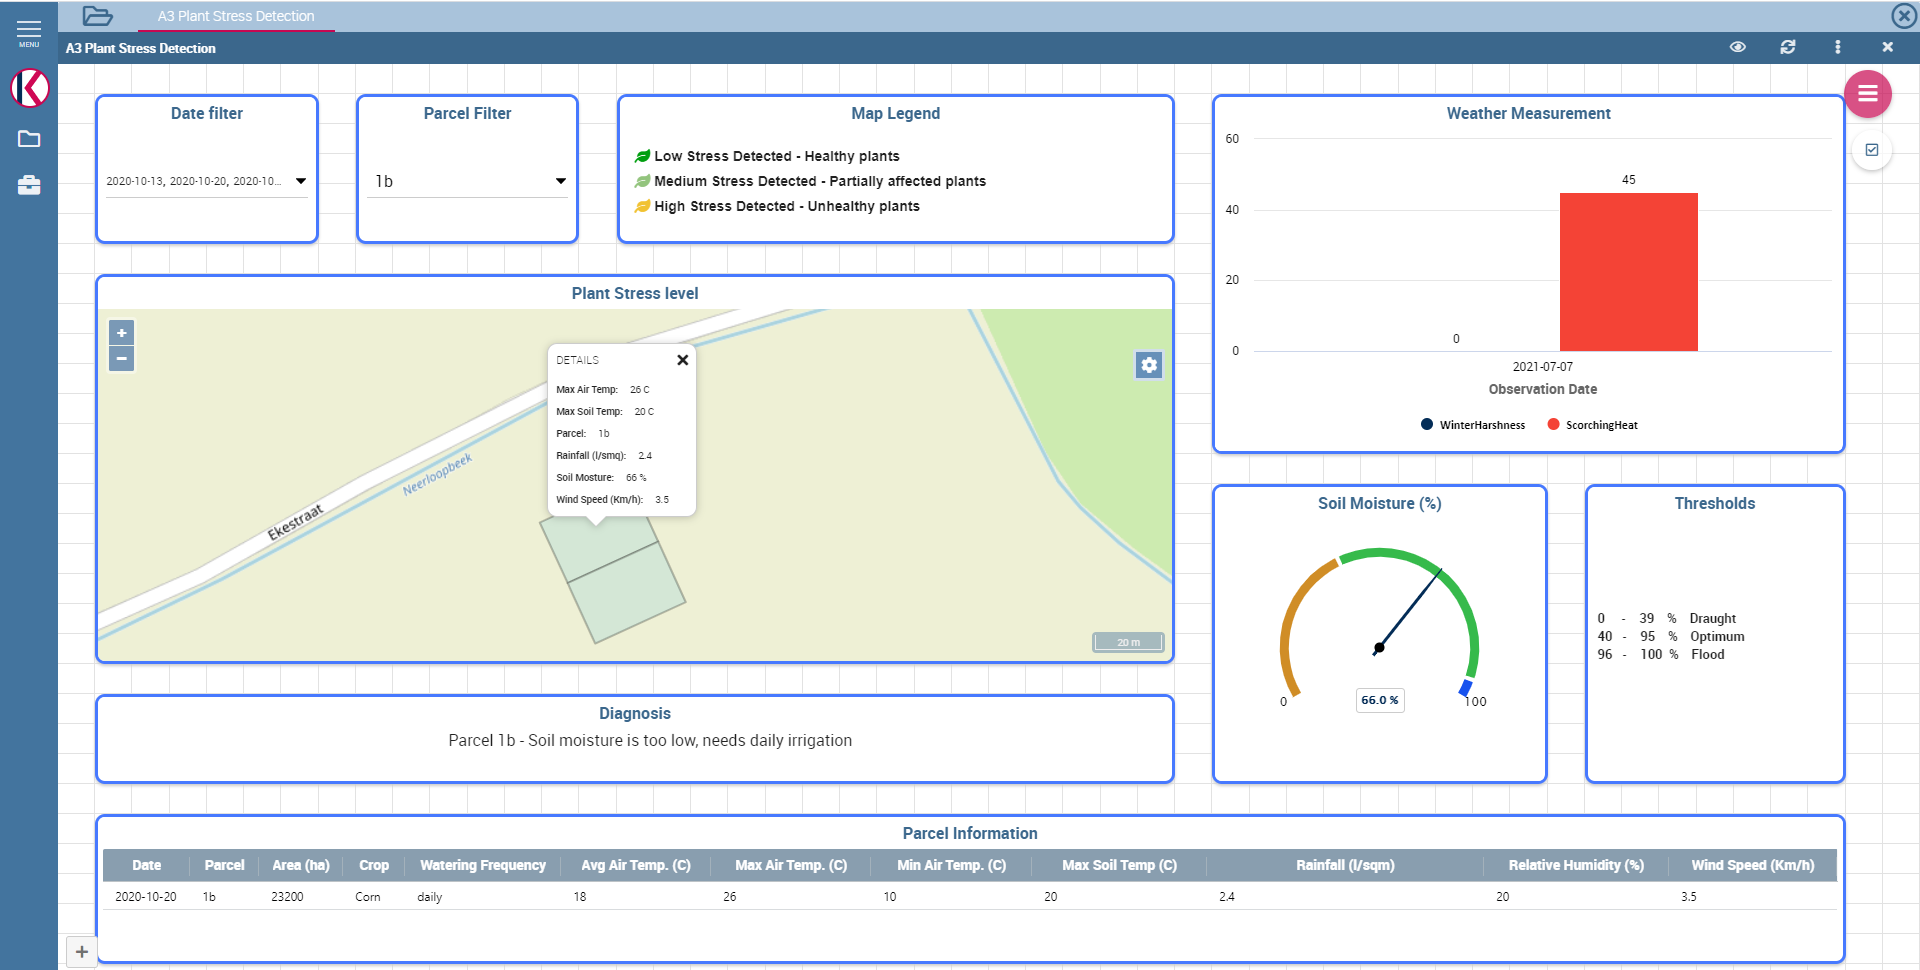 A3 Plant Stress Detection
MENU
A3 Plant Stress Detection
Date filter
2020-10-13, 2020-10-20, 2020-10...
Parcel Filter
1b
Map Legend
Low Stress Detected - Healthy plants
Medium Stress Detected - Partially affected plants
High Stress Detected - Unhealthy plants
Weather Measurement
60
40
20
0
45
0
2021-07-07
Observation Date
WinterHarshness ScorchingHeat
Plant Stress level
+
−
DETAILS
Max Air Temp: 26 C
Max Soil Temp: 20 C
Parcel: 1b
Rainfall (l/smq): 2.4
Soil Mosture: 66 %
Wind Speed (Km/h): 3.5
Neerloopbeek
Ekestraat
20 m
Soil Moisture (%)
0
66.0 %
100
Thresholds
0 - 39 % Draught
40 - 95 % Optimum
96 - 100 % Flood
Diagnosis
Parcel 1b - Soil moisture is too low, needs daily irrigation
Parcel Information
Date Parcel Area (ha) Crop Watering Frequency Avg Air Temp. (C) Max Air Temp. (C) Min Air Temp. (C) Max Soil Temp (C) Rainfall (l/sqm) Relative Humidity (%) Wind Speed (Km/h)
2020-10-20 1b 23200 Corn daily 18 26 10 20 2.4 20 3.5
+